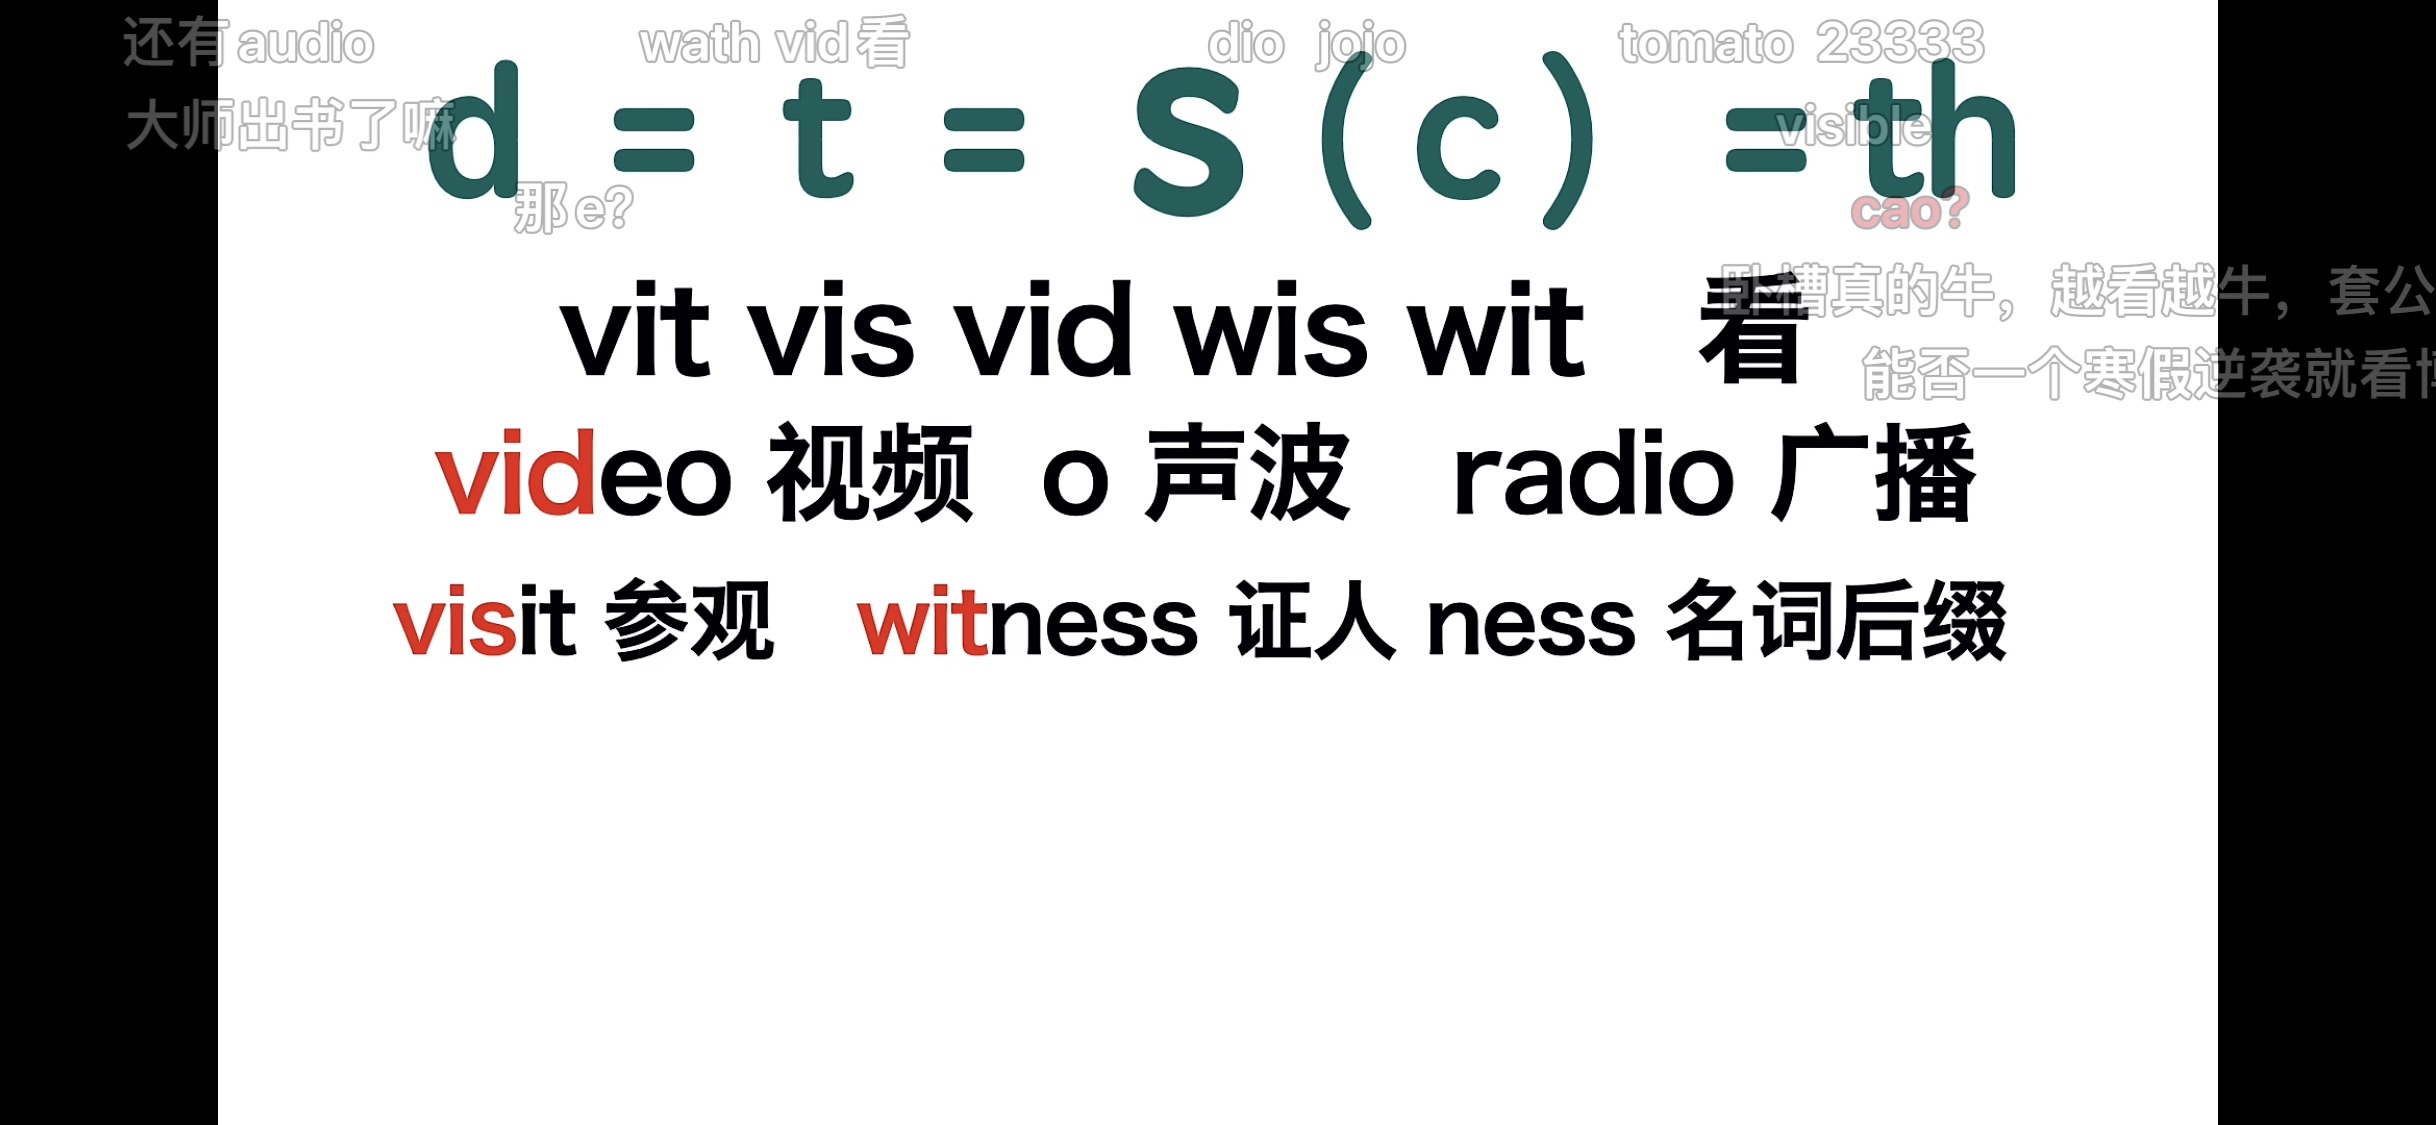 还有 audio wath vid 看 dio jojo tomato 23333
大师出书了嘛 visible
d = t = S (c) = th
那 e? cao?
卧槽真的牛，越看越牛，套公
vit vis vid wis wit 看
能否一个寒假逆袭就看博
video 视频 o 声波 radio 广播
visit 参观 witness 证人 ness 名词后缀